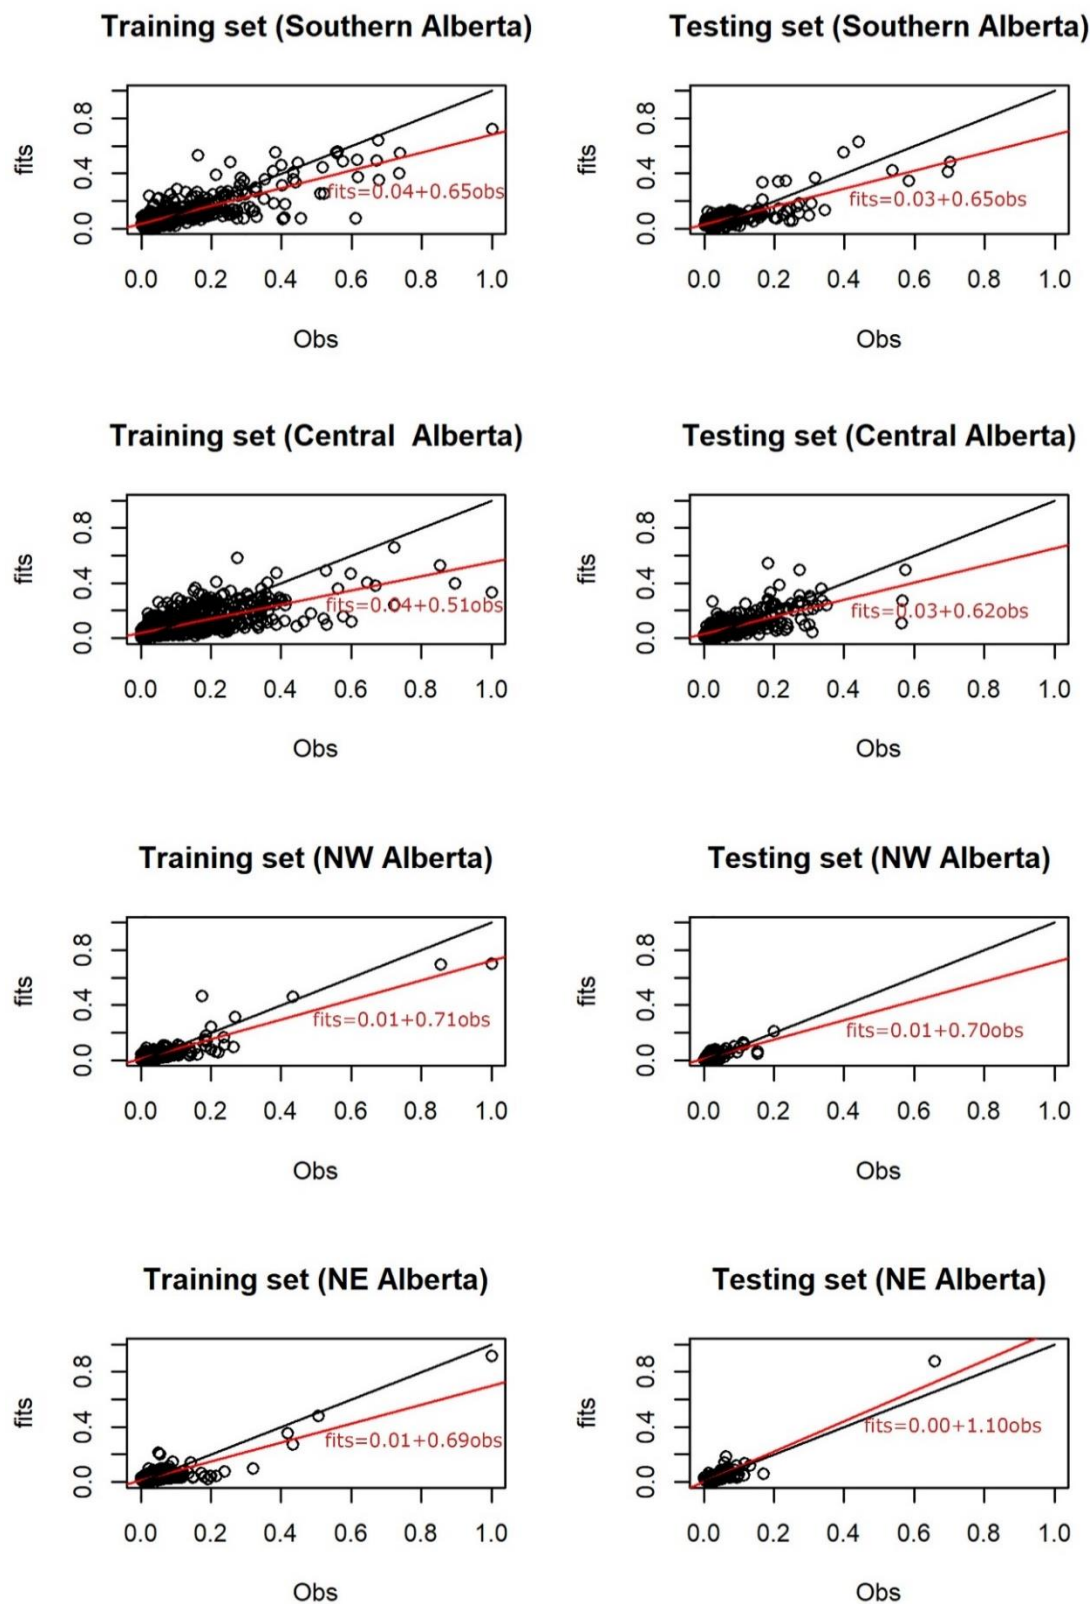 Training set (Southern Alberta)
fits
0.0 0.4 0.8
fits=0.04+0.65obs
0.0 0.2 0.4 0.6 0.8 1.0
Obs
Testing set (Southern Alberta)
fits
0.0 0.4 0.8
fits=0.03+0.65obs
0.0 0.2 0.4 0.6 0.8 1.0
Obs
Training set (Central Alberta)
fits
0.0 0.4 0.8
fits=0.04+0.51obs
0.0 0.2 0.4 0.6 0.8 1.0
Obs
Testing set (Central Alberta)
fits
0.0 0.4 0.8
fits=0.03+0.62obs
0.0 0.2 0.4 0.6 0.8 1.0
Obs
Training set (NW Alberta)
fits
0.0 0.4 0.8
fits=0.01+0.71obs
0.0 0.2 0.4 0.6 0.8 1.0
Obs
Testing set (NW Alberta)
fits
0.0 0.4 0.8
fits=0.01+0.70obs
0.0 0.2 0.4 0.6 0.8 1.0
Obs
Training set (NE Alberta)
fits
0.0 0.4 0.8
fits=0.01+0.69obs
0.0 0.2 0.4 0.6 0.8 1.0
Obs
Testing set (NE Alberta)
fits
0.0 0.4 0.8
fits=0.00+1.10obs
0.0 0.2 0.4 0.6 0.8 1.0
Obs